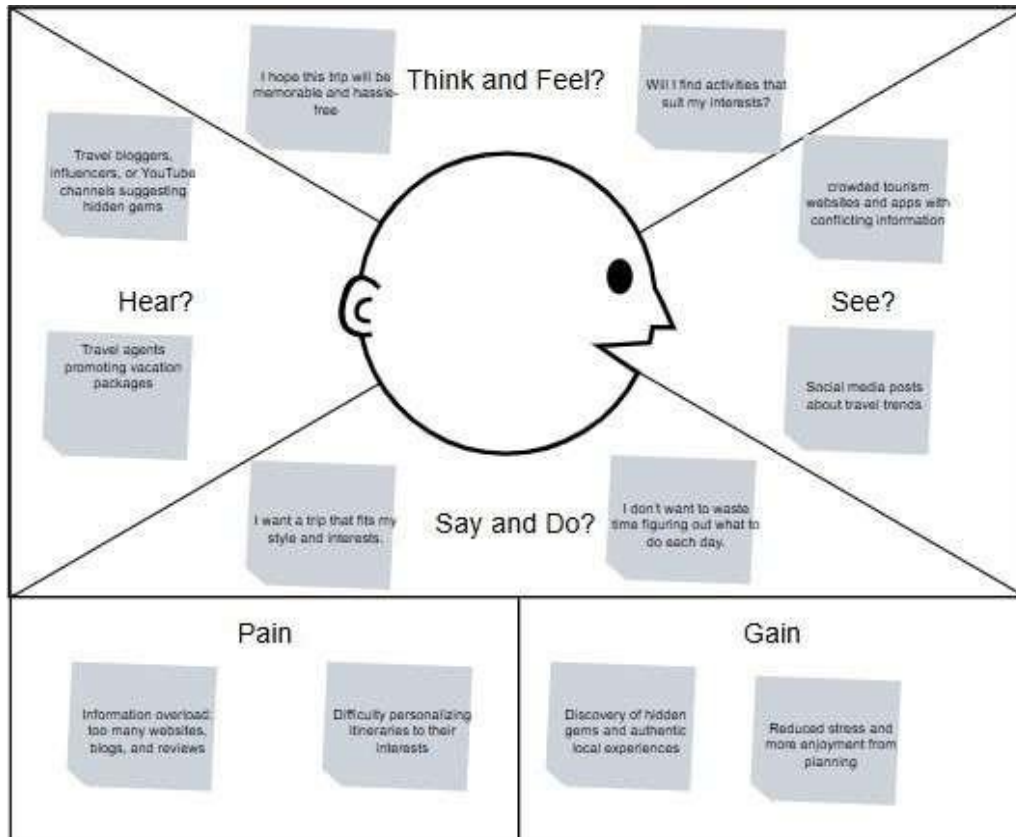 Think and Feel?
I hope this trip will be
memorable and hassle-
free
Will I find activities that
suit my interests?
Travel bloggers,
influencers, or YouTube
channels suggesting
hidden gems
crowded tourism
websites and apps with
conflicting information
Hear?
See?
Travel agents
promoting vacation
packages
Social media posts
about travel trends
I want a trip that fits my
style and interests.
Say and Do?
I don't want to waste
time figuring out what to
do each day.
Pain
Gain
Information overload:
too many websites,
blogs, and reviews
Difficulty personalizing
itineraries to their
interests
Discovery of hidden
gems and authentic
local experiences
Reduced stress and
more enjoyment from
planning